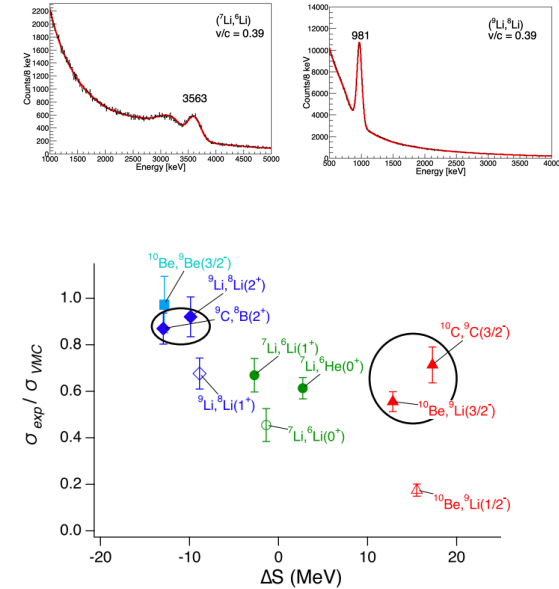 (⁷Li,⁶Li)
v/c = 0.39
3563
Counts/8 keV
2200
2000
1800
1600
1400
1200
1000
800
600
400
200
0
1000 1500 2000 2500 3000 3500 4000 4500 5000
Energy [keV]
(⁹Li,⁸Li)
v/c = 0.39
981
Counts/8 keV
14000
12000
10000
8000
6000
4000
2000
0
500 1000 1500 2000 2500 3000 3500 4000
Energy [keV]
¹⁰Be,⁹Be(3/2⁻)
⁹Li,⁸Li(2⁺)
⁹C,⁸B(2⁺)
⁷Li,⁶Li(1⁺)
⁷Li,⁶He(0⁺)
¹⁰C,⁹C(3/2⁻)
⁹Li,⁸Li(1⁺)
¹⁰Be,⁹Li(3/2⁻)
⁷Li,⁶Li(0⁺)
¹⁰Be,⁹Li(1/2⁻)
σ exp / σ VMC
1.0
0.8
0.6
0.4
0.2
0.0
-20 -10 0 10 20
ΔS (MeV)